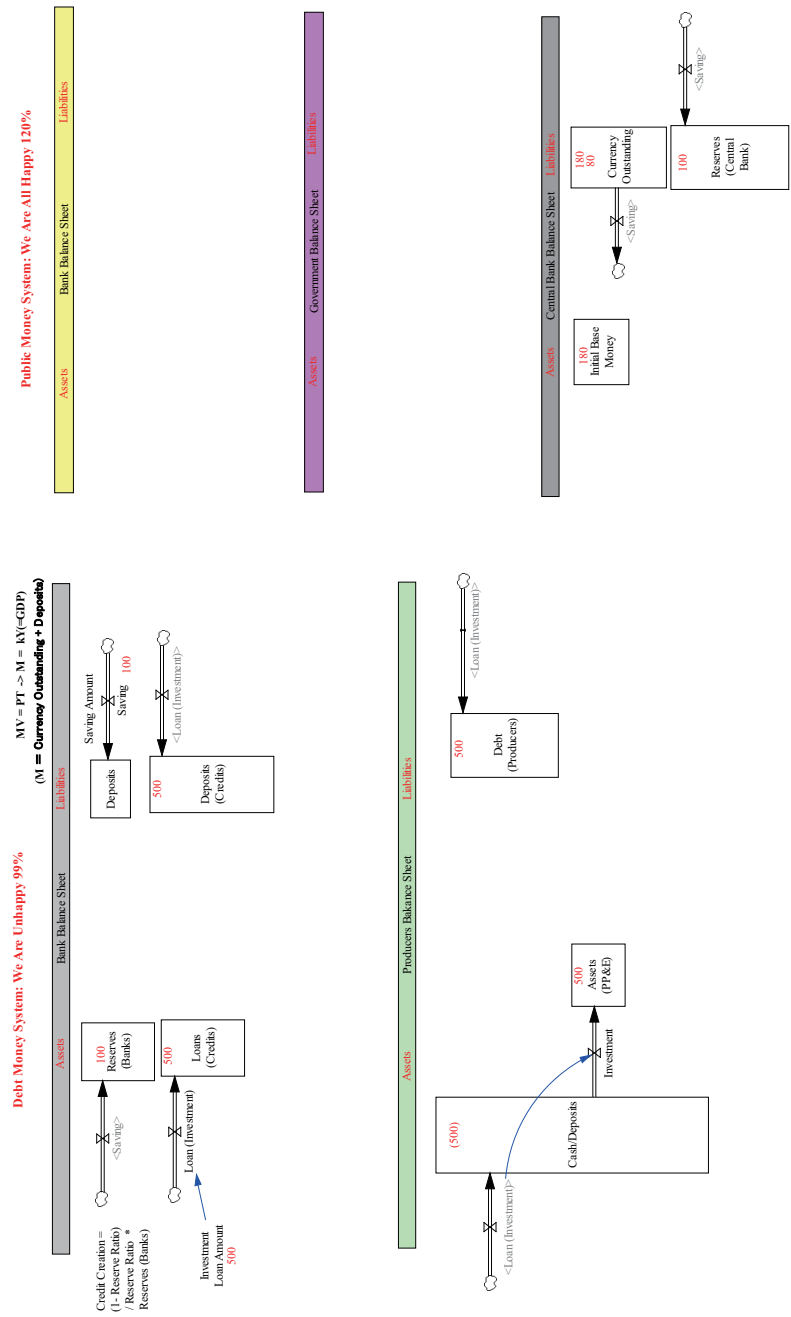 Debt Money System: We Are Unhappy 99%
MV = PT -> M = kY(=GDP)
(M = Currency Outstanding + Deposits)
Assets
Bank Balance Sheet
Liabilities
Credit Creation =
(1- Reserve Ratio)
/ Reserve Ratio *
Reserves (Banks)
<Saving>
100
Reserves
(Banks)
Deposits
Saving Amount
Saving
100
Investment
Loan Amount
500
Loan (Investment)
500
Loans
(Credits)
500
Deposits
(Credits)
<Loan (Investment)>
Assets
Producers Bakance Sheet
Liabilities
<Loan (Investment)>
(500)
Cash/Deposits
Investment
500
Assets
(PP&E)
500
Debt
(Producers)
<Loan (Investment)>
Public Money System: We Are All Happy 120%
Assets
Bank Balance Sheet
Liabilities
Assets
Government Balance Sheet
Liabilities
Assets
Central Bank Balance Sheet
Liabilities
180
Initial Base
Money
<Saving>
180
80
Currency
Outstanding
100
Reserves
(Central
Bank)
<Saving>